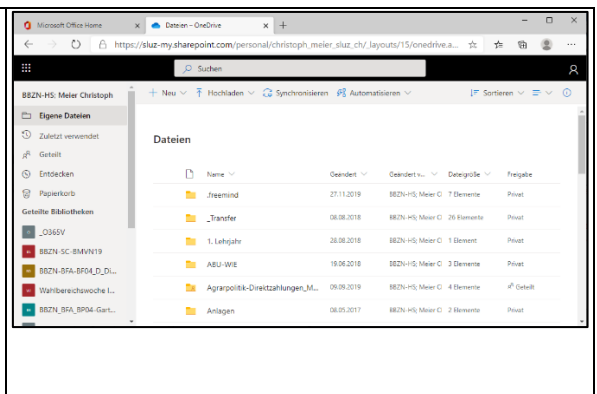 Microsoft Office Home
Dateien – OneDrive
https://sluz-my.sharepoint.com/personal/christoph_meier_sluz_ch/_layouts/15/onedrive.a...
Suchen
BBZN-HS: Meier Christoph
Neu Hochladen Synchronisieren Automatisieren Sortieren
Eigene Dateien
Zuletzt verwendet
Geteilt
Entdecken
Papierkorb
Geteilte Bibliotheken
_O365V
BBZN-SC-BMVN19
BBZN-BFA-BF04_D_Di...
Wahlbereichswoche I...
BBZN_BFA_BP04-Gart...
Dateien
Name Geändert Geändert v... Dateigröße Freigabe
.freemind 27.11.2019 BBZN-HS; Meier C 7 Elemente Privat
_Transfer 08.08.2018 BBZN-HS; Meier C 26 Elemente Privat
1. Lehrjahr 28.08.2018 BBZN-HS; Meier C 1 Element Privat
ABU-WIE 19.06.2018 BBZN-HS; Meier C 3 Elemente Privat
Agrarpolitik-Direktzahlungen_M... 09.09.2019 BBZN-HS; Meier C 4 Elemente Geteilt
Anlagen 08.05.2017 BBZN-HS; Meier C 2 Elemente Privat